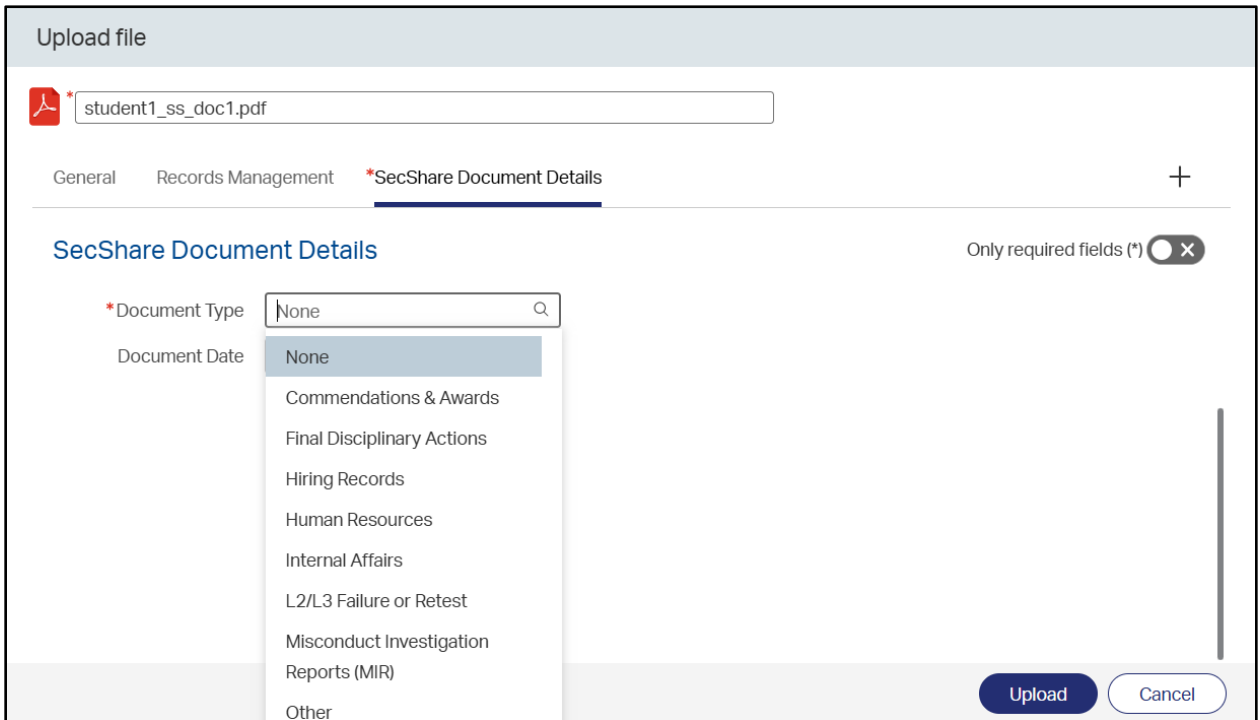 Upload file
* student1_ss_doc1.pdf
General Records Management *SecShare Document Details +
SecShare Document Details Only required fields (*)
*Document Type None
Document Date None
Commendations & Awards
Final Disciplinary Actions
Hiring Records
Human Resources
Internal Affairs
L2/L3 Failure or Retest
Misconduct Investigation
Reports (MIR)
Other
Upload Cancel